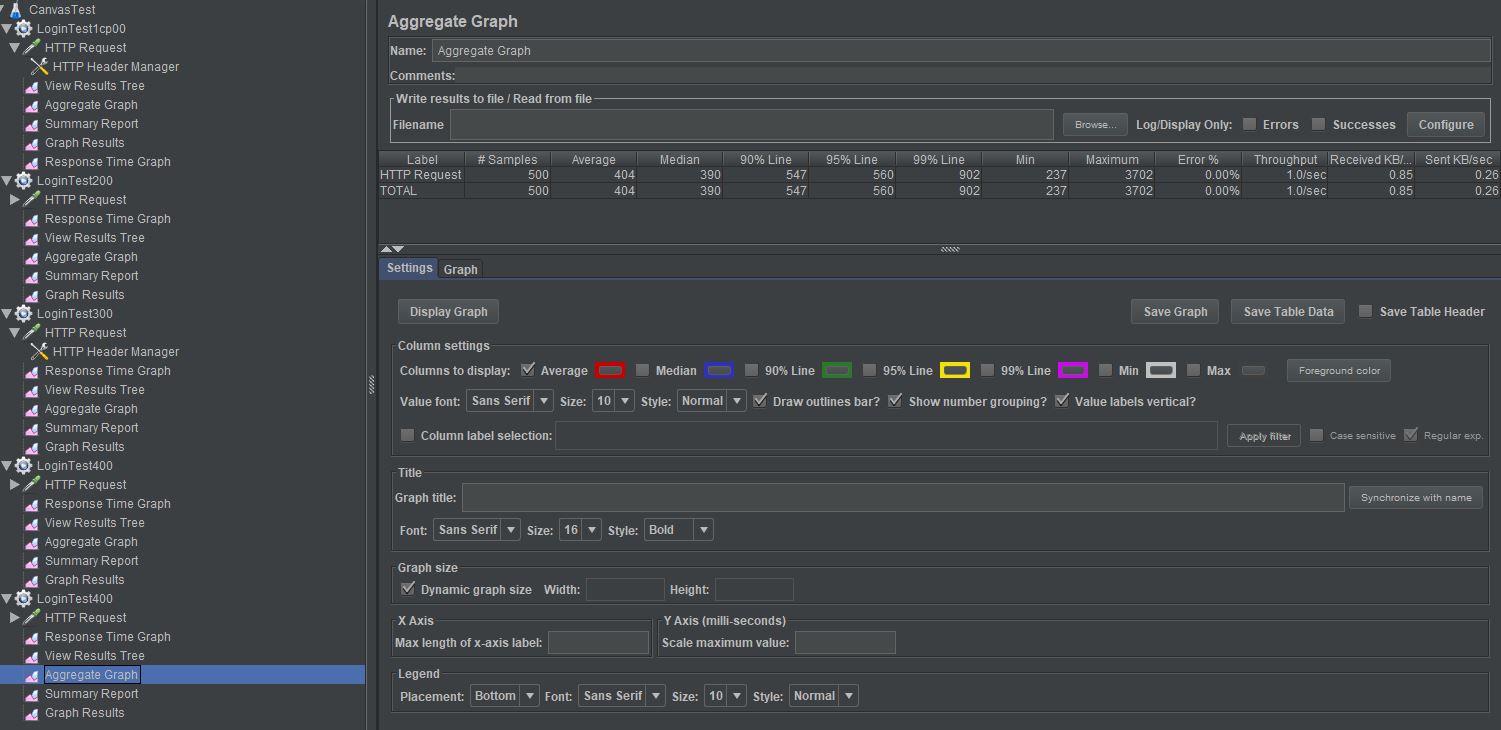 CanvasTest
LoginTest1cp00
HTTP Request
HTTP Header Manager
View Results Tree
Aggregate Graph
Summary Report
Graph Results
Response Time Graph
LoginTest200
HTTP Request
Response Time Graph
View Results Tree
Aggregate Graph
Summary Report
Graph Results
LoginTest300
HTTP Request
HTTP Header Manager
Response Time Graph
View Results Tree
Aggregate Graph
Summary Report
Graph Results
LoginTest400
HTTP Request
Response Time Graph
View Results Tree
Aggregate Graph
Summary Report
Graph Results
LoginTest400
HTTP Request
Response Time Graph
View Results Tree
Aggregate Graph
Summary Report
Graph Results
Aggregate Graph
Name: Aggregate Graph
Comments:
Write results to file / Read from file
Filename Browse... Log/Display Only: Errors Successes Configure
Label # Samples Average Median 90% Line 95% Line 99% Line Min Maximum Error % Throughput Received KB/... Sent KB/sec
HTTP Request 500 404 390 547 560 902 237 3702 0.00% 1.0/sec 0.85 0.26
TOTAL 500 404 390 547 560 902 237 3702 0.00% 1.0/sec 0.85 0.26
Settings Graph
Display Graph Save Graph Save Table Data Save Table Header
Column settings
Columns to display: Average Median 90% Line 95% Line 99% Line Min Max Foreground color
Value font: Sans Serif Size: 10 Style: Normal Draw outlines bar? Show number grouping? Value labels vertical?
Column label selection: Apply filter Case sensitive Regular exp.
Title
Graph title: Synchronize with name
Font: Sans Serif Size: 16 Style: Bold
Graph size
Dynamic graph size Width: Height:
X Axis Y Axis (milli-seconds)
Max length of x-axis label: Scale maximum value:
Legend
Placement: Bottom Font: Sans Serif Size: 10 Style: Normal